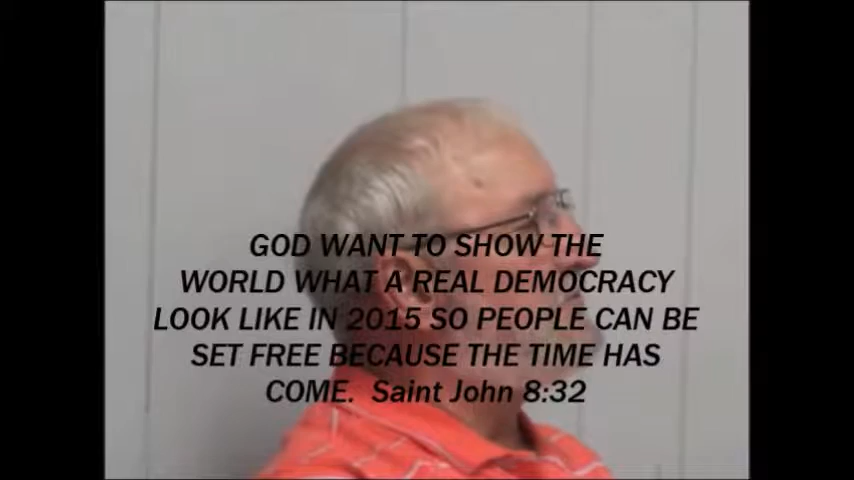 GOD WANT TO SHOW THE
WORLD WHAT A REAL DEMOCRACY
LOOK LIKE IN 2015 SO PEOPLE CAN BE
SET FREE BECAUSE THE TIME HAS
COME. Saint John 8:32